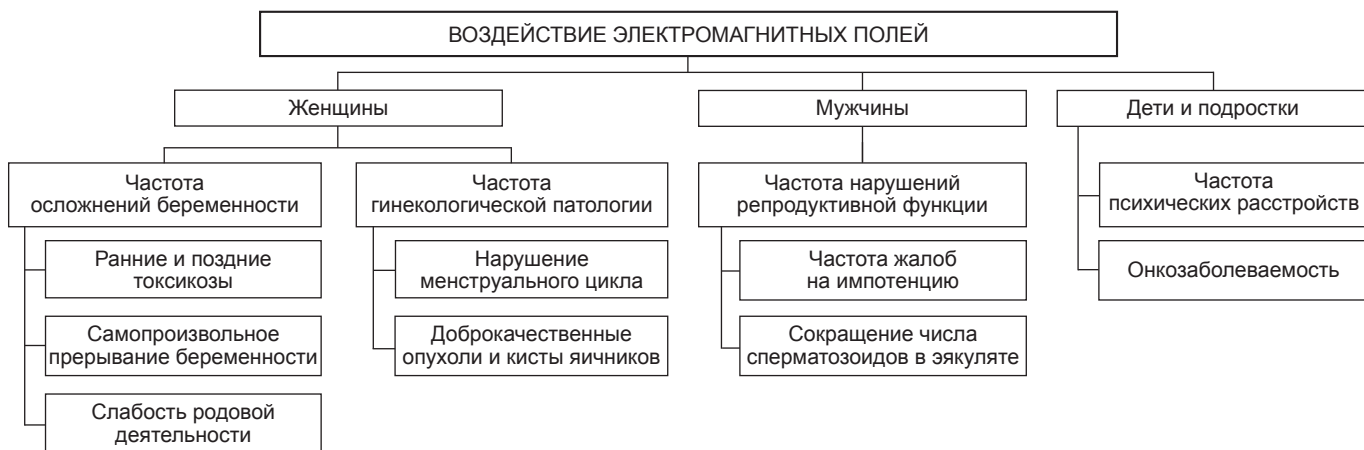 ВОЗДЕЙСТВИЕ ЭЛЕКТРОМАГНИТНЫХ ПОЛЕЙ
Женщины
Мужчины
Дети и подростки
Частота
осложнений беременности
Частота
гинекологической патологии
Частота нарушений
репродуктивной функции
Частота
психических расстройств
Ранние и поздние
токсикозы
Нарушение
менструального цикла
Частота жалоб
на импотенцию
Онкозаболеваемость
Самопроизвольное
прерывание беременности
Доброкачественные
опухоли и кисты яичников
Сокращение числа
сперматозоидов в эякуляте
Слабость родовой
деятельности